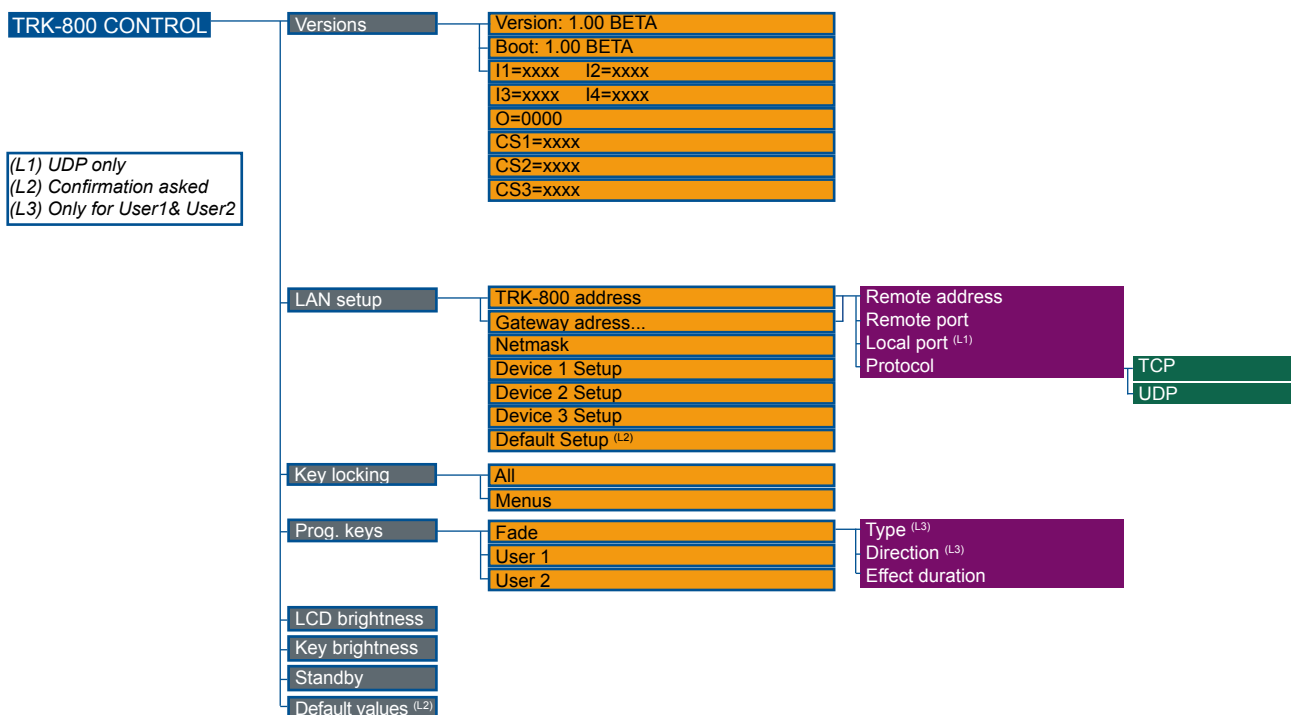 TRK-800 CONTROL
Versions
Version: 1.00 BETA
Boot: 1.00 BETA
I1=xxxx I2=xxxx
I3=xxxx I4=xxxx
O=0000
CS1=xxxx
CS2=xxxx
CS3=xxxx
(L1) UDP only
(L2) Confirmation asked
(L3) Only for User1& User2
LAN setup
TRK-800 address
Gateway adress...
Netmask
Device 1 Setup
Device 2 Setup
Device 3 Setup
Default Setup (L2)
Remote address
Remote port
Local port (L1)
Protocol
TCP
UDP
Key locking
All
Menus
Prog. keys
Fade
User 1
User 2
Type (L3)
Direction (L3)
Effect duration
LCD brightness
Key brightness
Standby
Default values (L2)